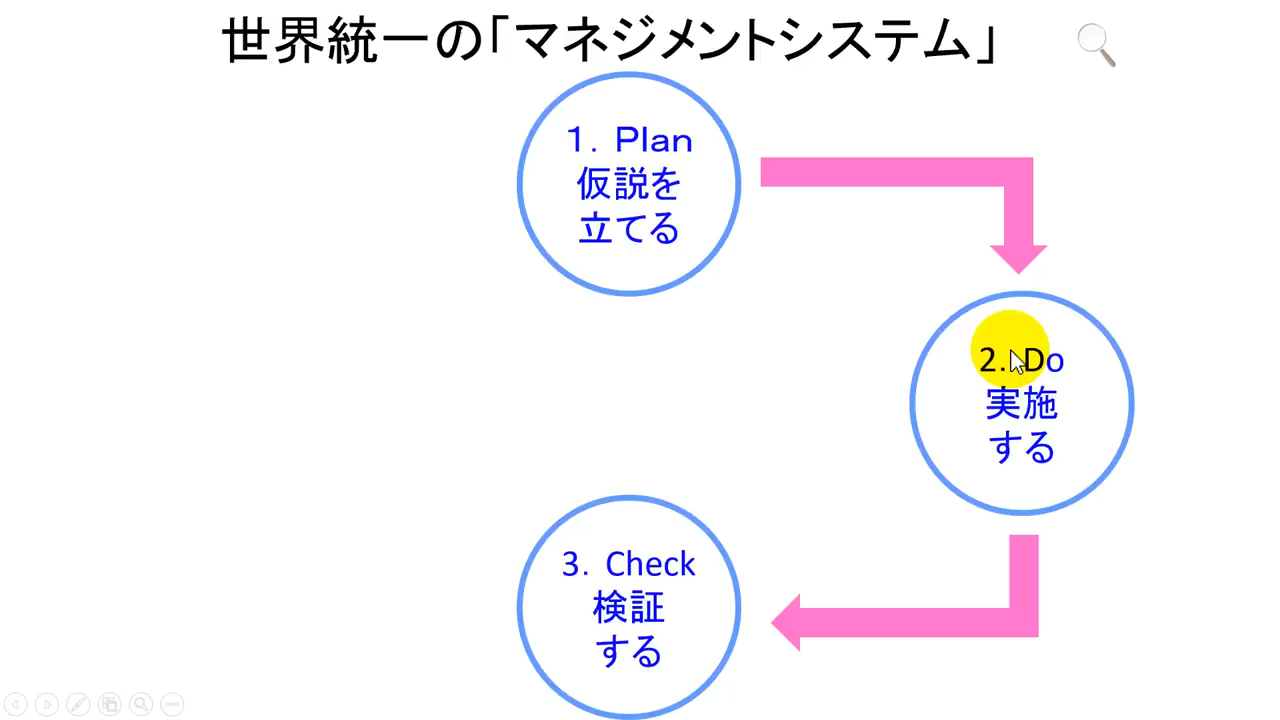 世界統一の「マネジメントシステム」
1. Plan
仮説を
立てる
2. Do
実施
する
3. Check
検証
する